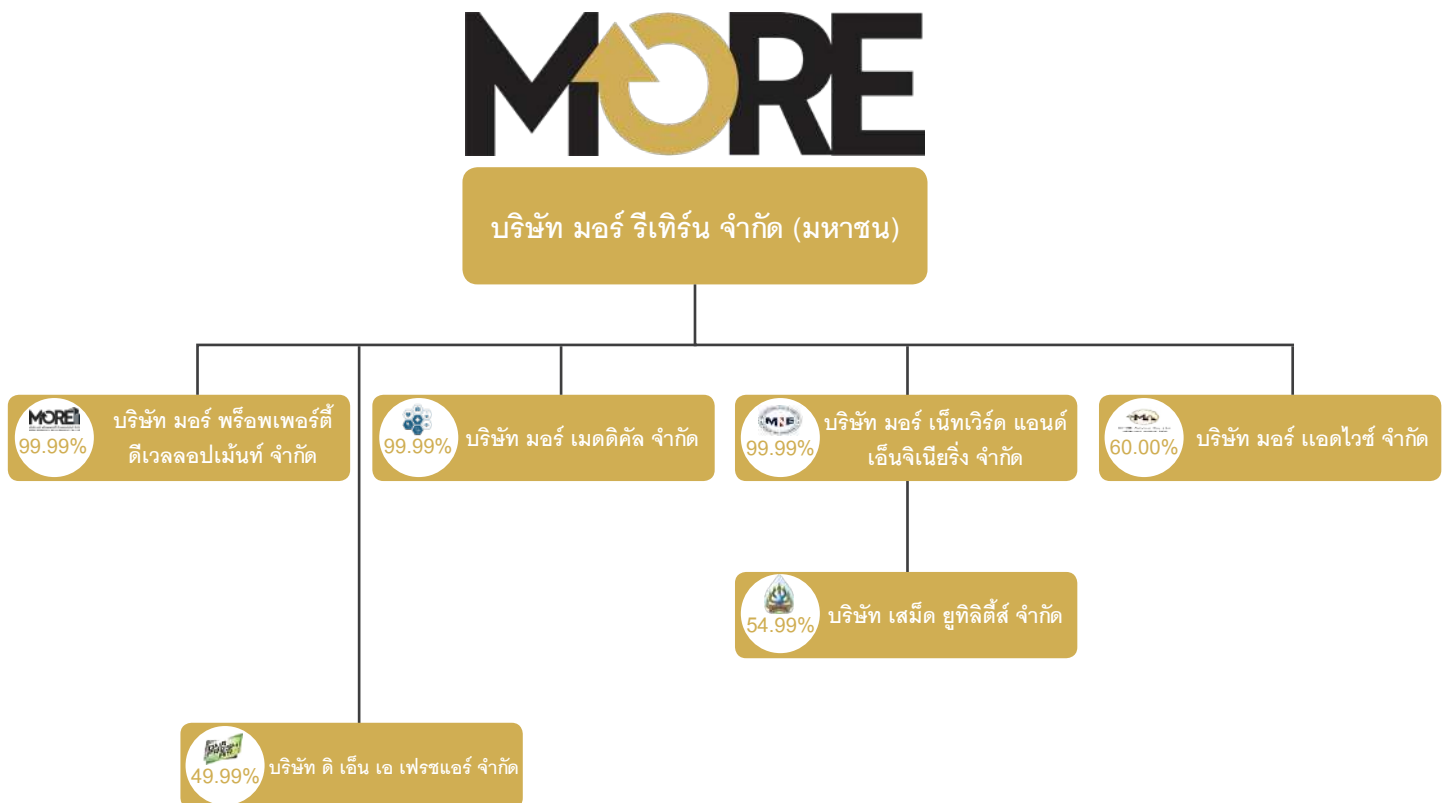 MORE
บริษัท มอร์ รีเทิร์น จำกัด (มหาชน)
MORE
99.99%
บริษัท มอร์ พร็อพเพอร์ตี้
ดีเวลลอปเม้นท์ จำกัด
99.99%
บริษัท มอร์ เมดดิคัล จำกัด
MNE
99.99%
บริษัท มอร์ เน็ทเวิร์ด แอนด์
เอ็นจิเนียริ่ง จำกัด
60.00%
บริษัท มอร์ แอดไวซ์ จำกัด
54.99%
บริษัท เสม็ด ยูทิลิตี้ส์ จำกัด
49.99%
บริษัท ดิ เอ็น เอ เฟรชแอร์ จำกัด